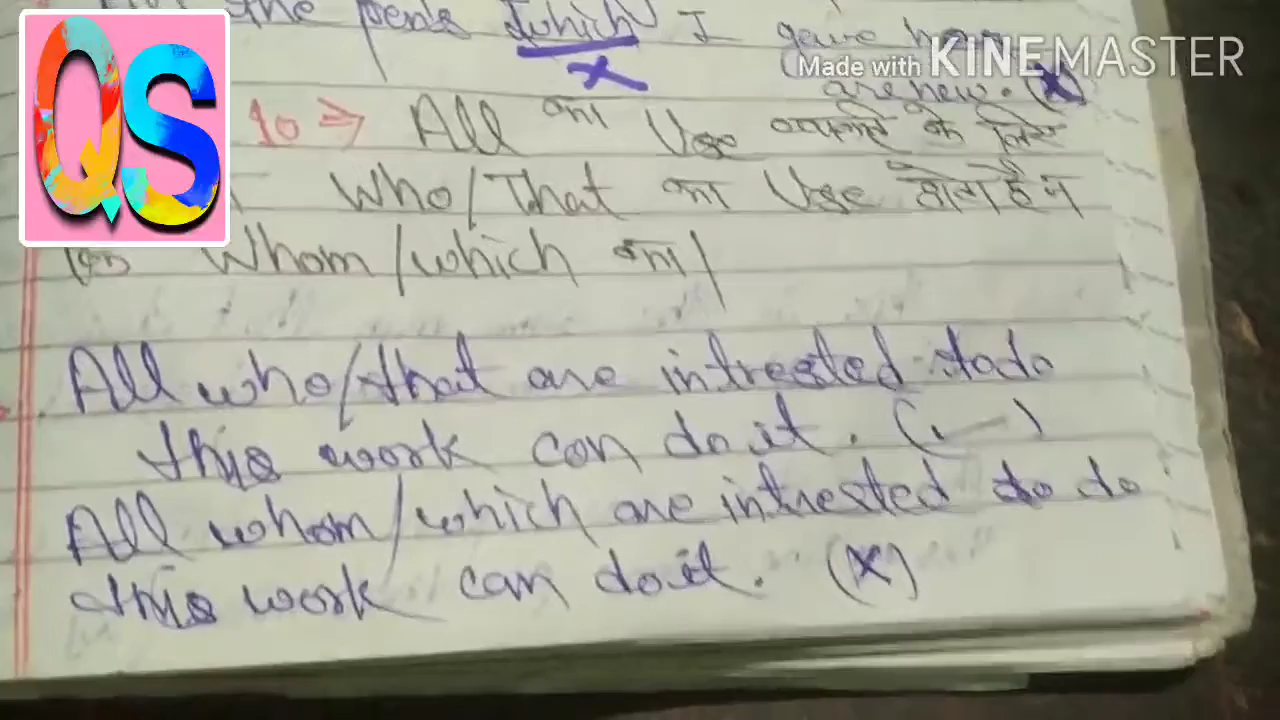 the pens which I gave her
are new. (X)
QS
Made with KINEMASTER
10 ⇒ All का Use के लिए
Who/That का Use होता है न
कि Whom/which का|
All who/that are intrested to do
this work can do it. (✓)
All whom/which are intrested to do
this work can do it. (X)